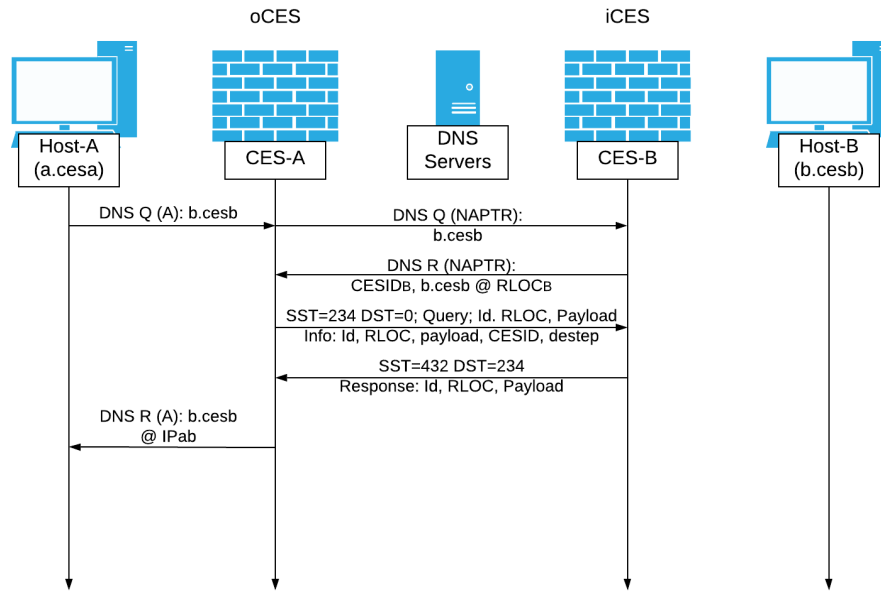 oCES
iCES
Host-A
(a.cesa)
CES-A
DNS
Servers
CES-B
Host-B
(b.cesb)
DNS Q (A): b.cesb
DNS Q (NAPTR):
b.cesb
DNS R (NAPTR):
CESIDB, b.cesb @ RLOCB
SST=234 DST=0; Query; Id. RLOC, Payload
Info: Id, RLOC, payload, CESID, destep
SST=432 DST=234
Response: Id, RLOC, Payload
DNS R (A): b.cesb
@ IPab